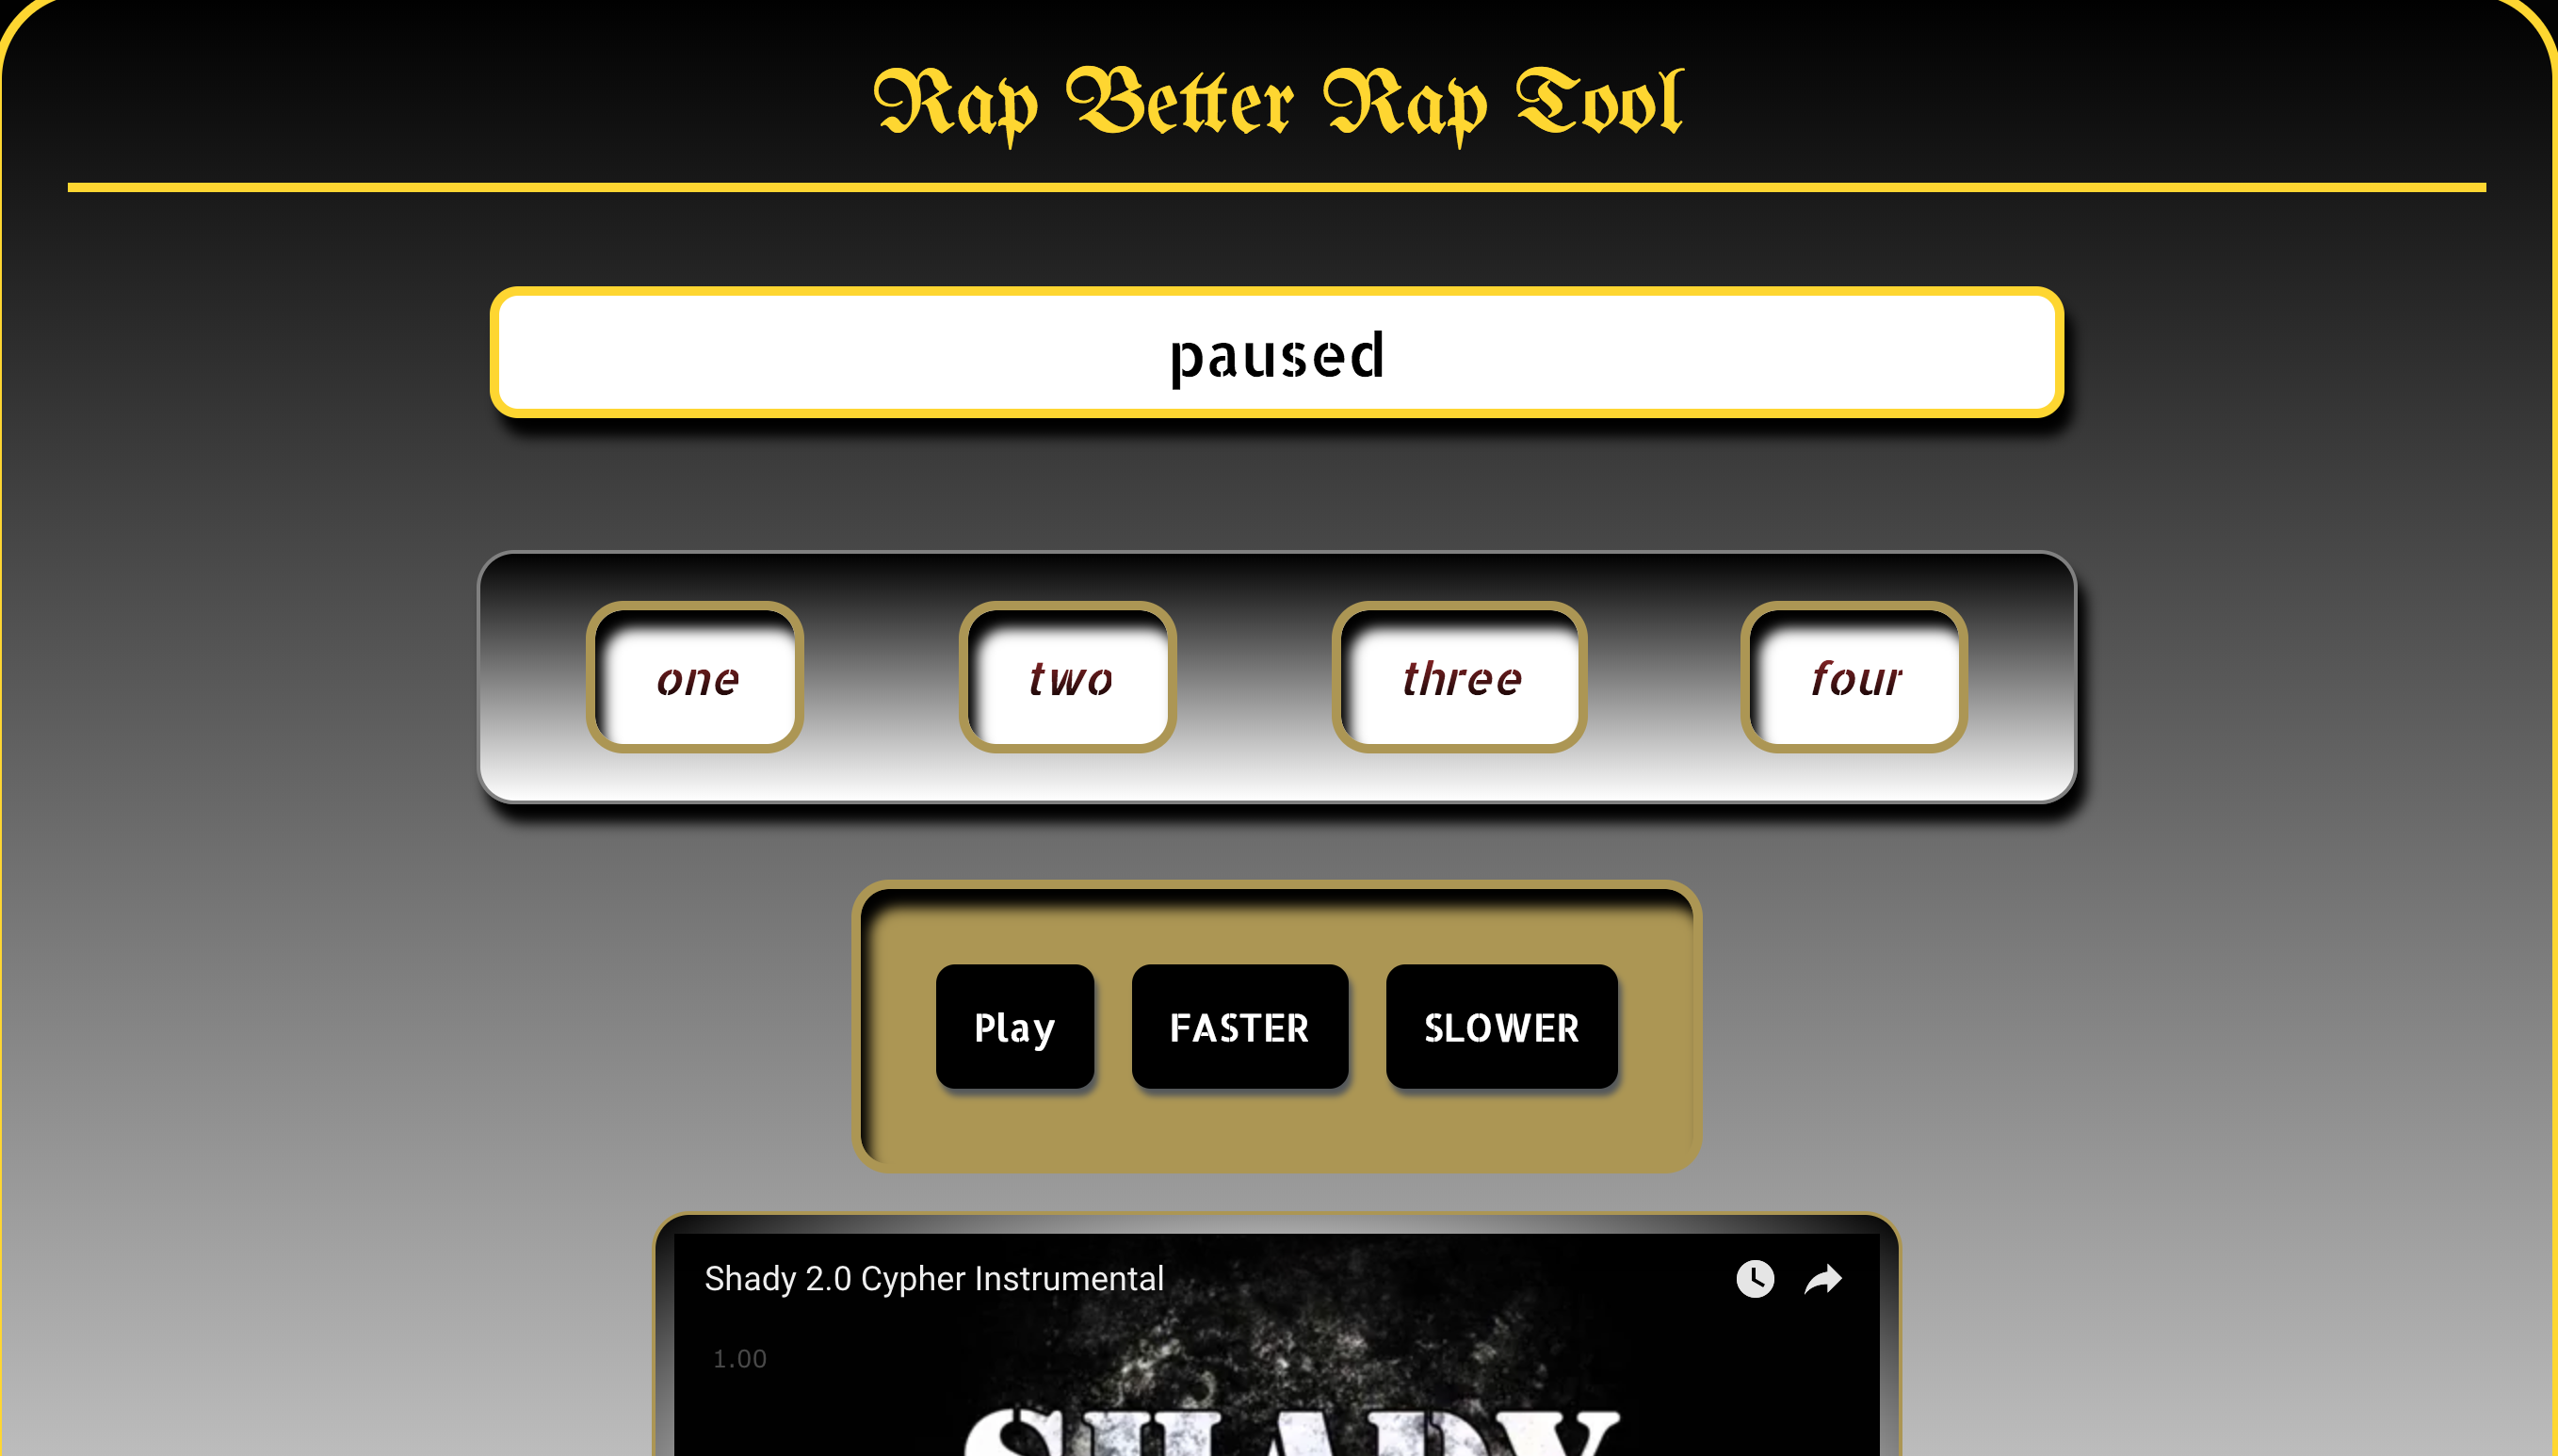 Rap Better Rap Tool
paused
one two three four
Play FASTER SLOWER
Shady 2.0 Cypher Instrumental
1.00
SHADY